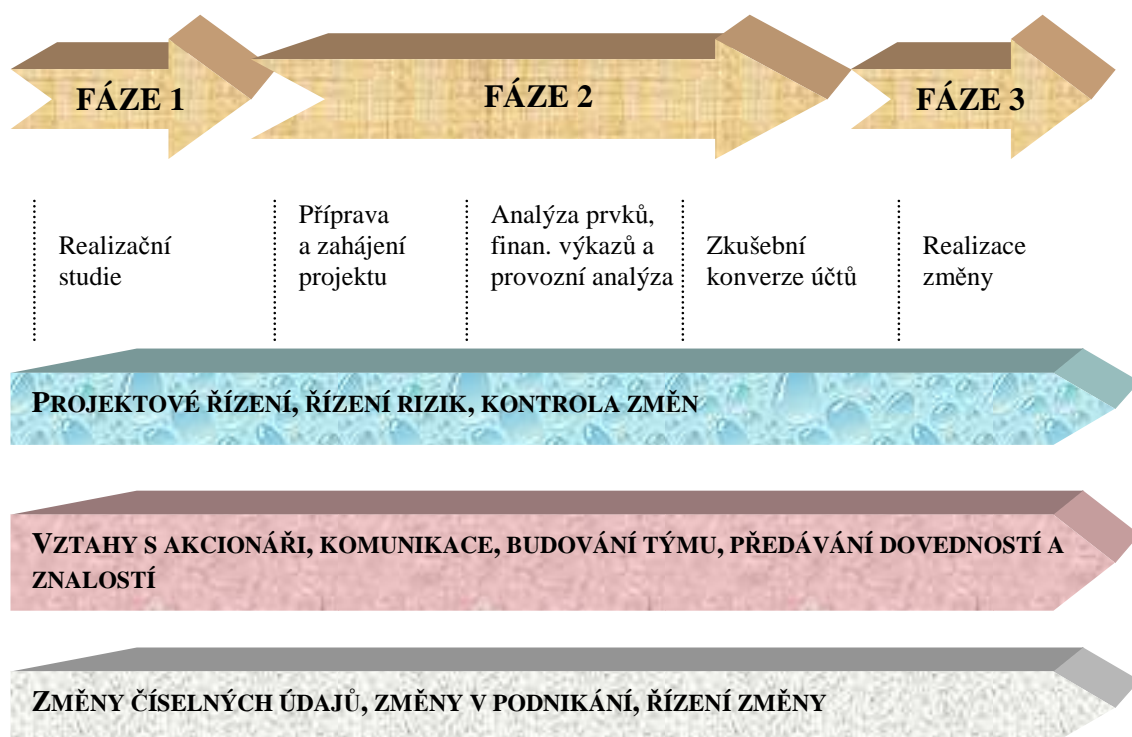 FÁZE 1
FÁZE 2
FÁZE 3
Realizační
studie
Příprava
a zahájení
projektu
Analýza prvků,
finan. výkazů a
provozní analýza
Zkušební
konverze účtů
Realizace
změny
PROJEKTOVÉ ŘÍZENÍ, ŘÍZENÍ RIZIK, KONTROLA ZMĚN
VZTAHY S AKCIONÁŘI, KOMUNIKACE, BUDOVÁNÍ TÝMU, PŘEDÁVÁNÍ DOVEDNOSTÍ A
ZNALOSTÍ
ZMĚNY ČÍSELNÝCH ÚDAJŮ, ZMĚNY V PODNIKÁNÍ, ŘÍZENÍ ZMĚNY